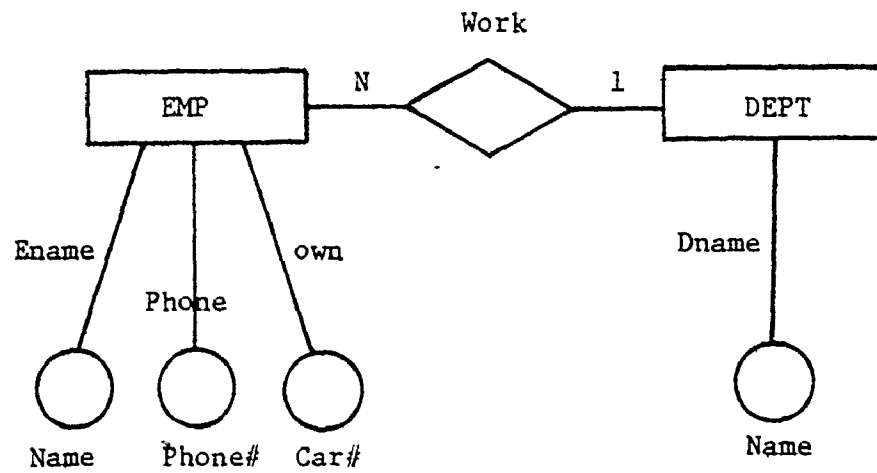 Work
N
1
EMP
DEPT
Ename
own
Dname
Phone
Name
Phone#
Car#
Name